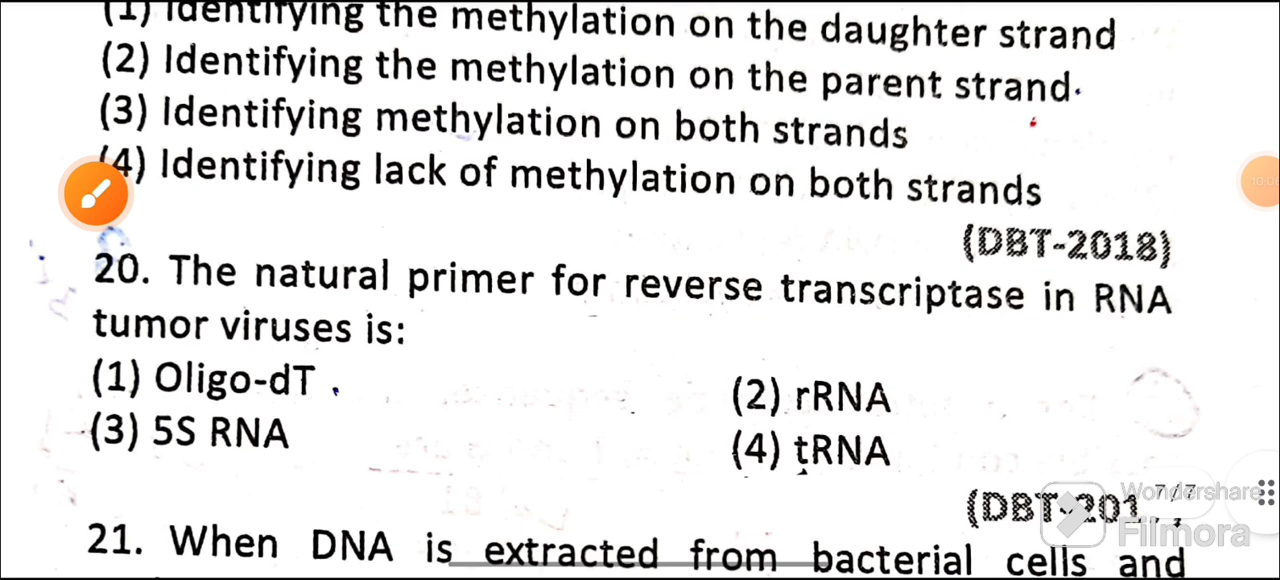 (1) Identifying the methylation on the daughter strand
(2) Identifying the methylation on the parent strand.
(3) Identifying methylation on both strands
(4) Identifying lack of methylation on both strands
(DBT-2018)
20. The natural primer for reverse transcriptase in RNA
tumor viruses is:
(1) Oligo-dT .
(2) rRNA
(3) 5S RNA
(4) tRNA
(DBT-201
Wondershare
Filmora
21. When DNA is extracted from bacterial cells and